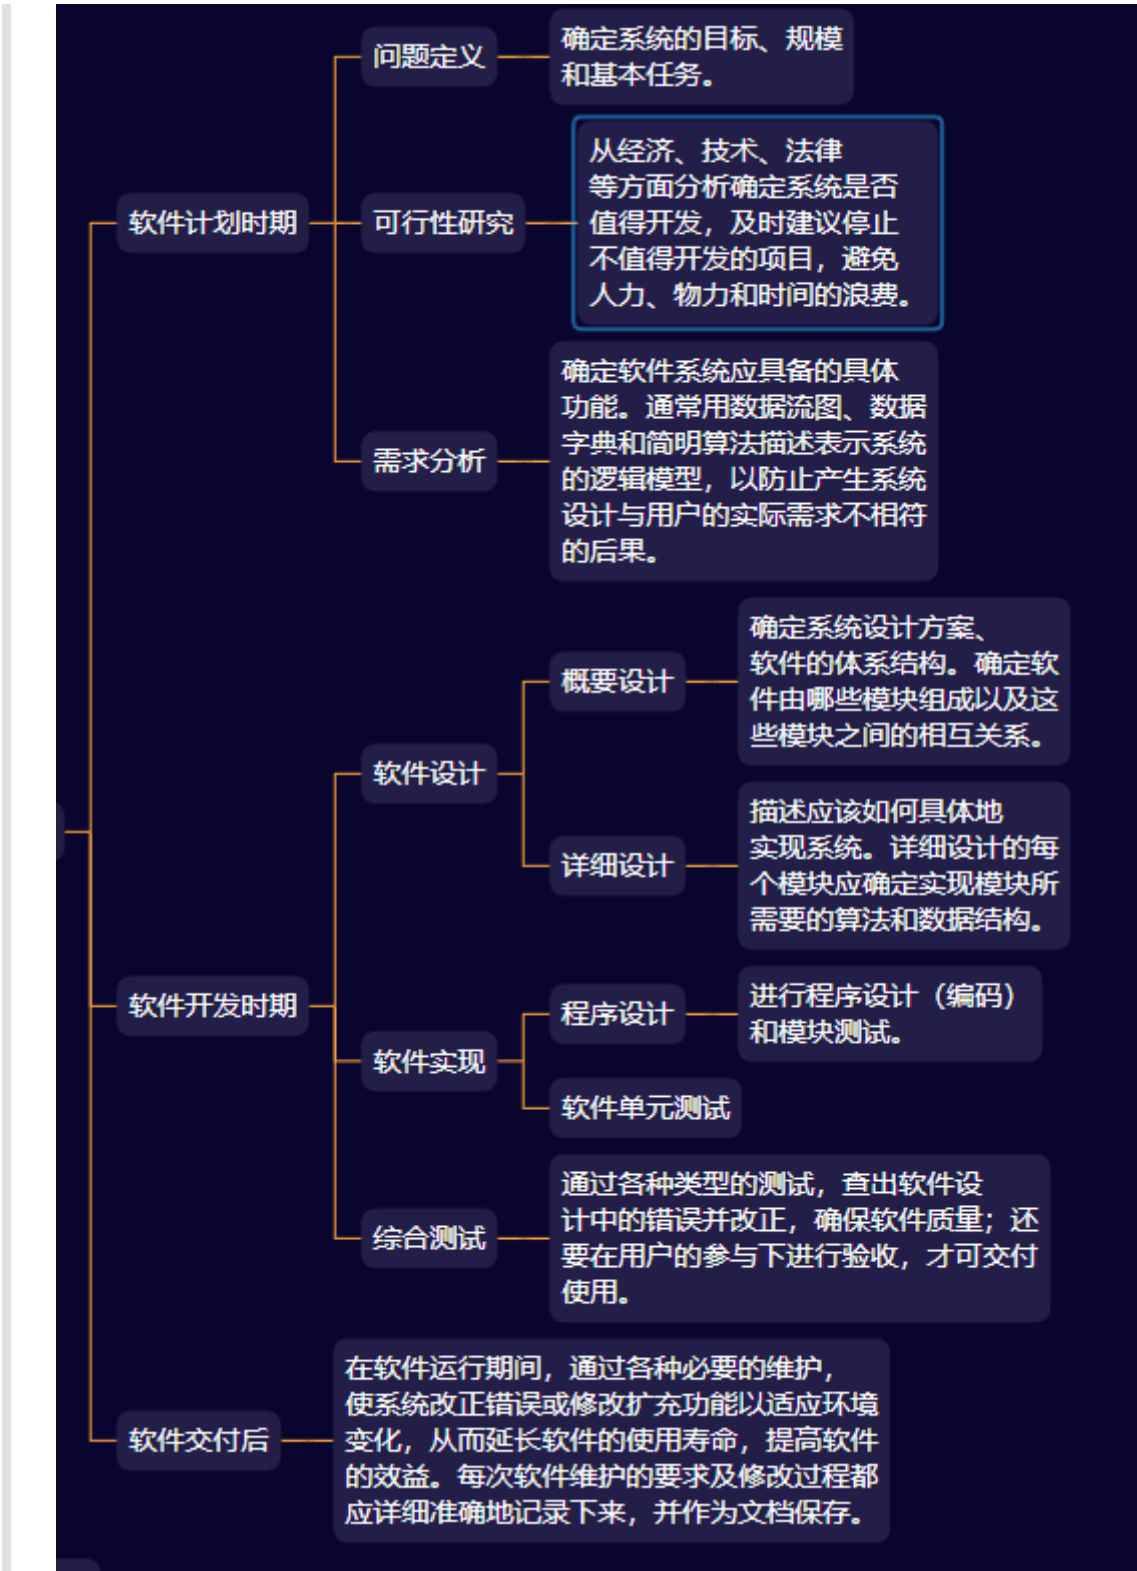 软件计划时期
问题定义
确定系统的目标、规模
和基本任务。
可行性研究
从经济、技术、法律
等方面分析确定系统是否
值得开发，及时建议停止
不值得开发的项目，避免
人力、物力和时间的浪费。
需求分析
确定软件系统应具备的具体
功能。通常用数据流图、数据
字典和简明算法描述表示系统
的逻辑模型，以防止产生系统
设计与用户的实际需求不相符
的后果。
软件开发时期
软件设计
概要设计
确定系统设计方案、
软件的体系结构。确定软
件由哪些模块组成以及这
些模块之间的相互关系。
详细设计
描述应该如何具体地
实现系统。详细设计的每
个模块应确定实现模块所
需要的算法和数据结构。
软件实现
程序设计
进行程序设计（编码）
和模块测试。
软件单元测试
综合测试
通过各种类型的测试，查出软件设
计中的错误并改正，确保软件质量；还
要在用户的参与下进行验收，才可交付
使用。
软件交付后
在软件运行期间，通过各种必要的维护，
使系统改正错误或修改扩充功能以适应环境
变化，从而延长软件的使用寿命，提高软件
的效益。每次软件维护的要求及修改过程都
应详细准确地记录下来，并作为文档保存。